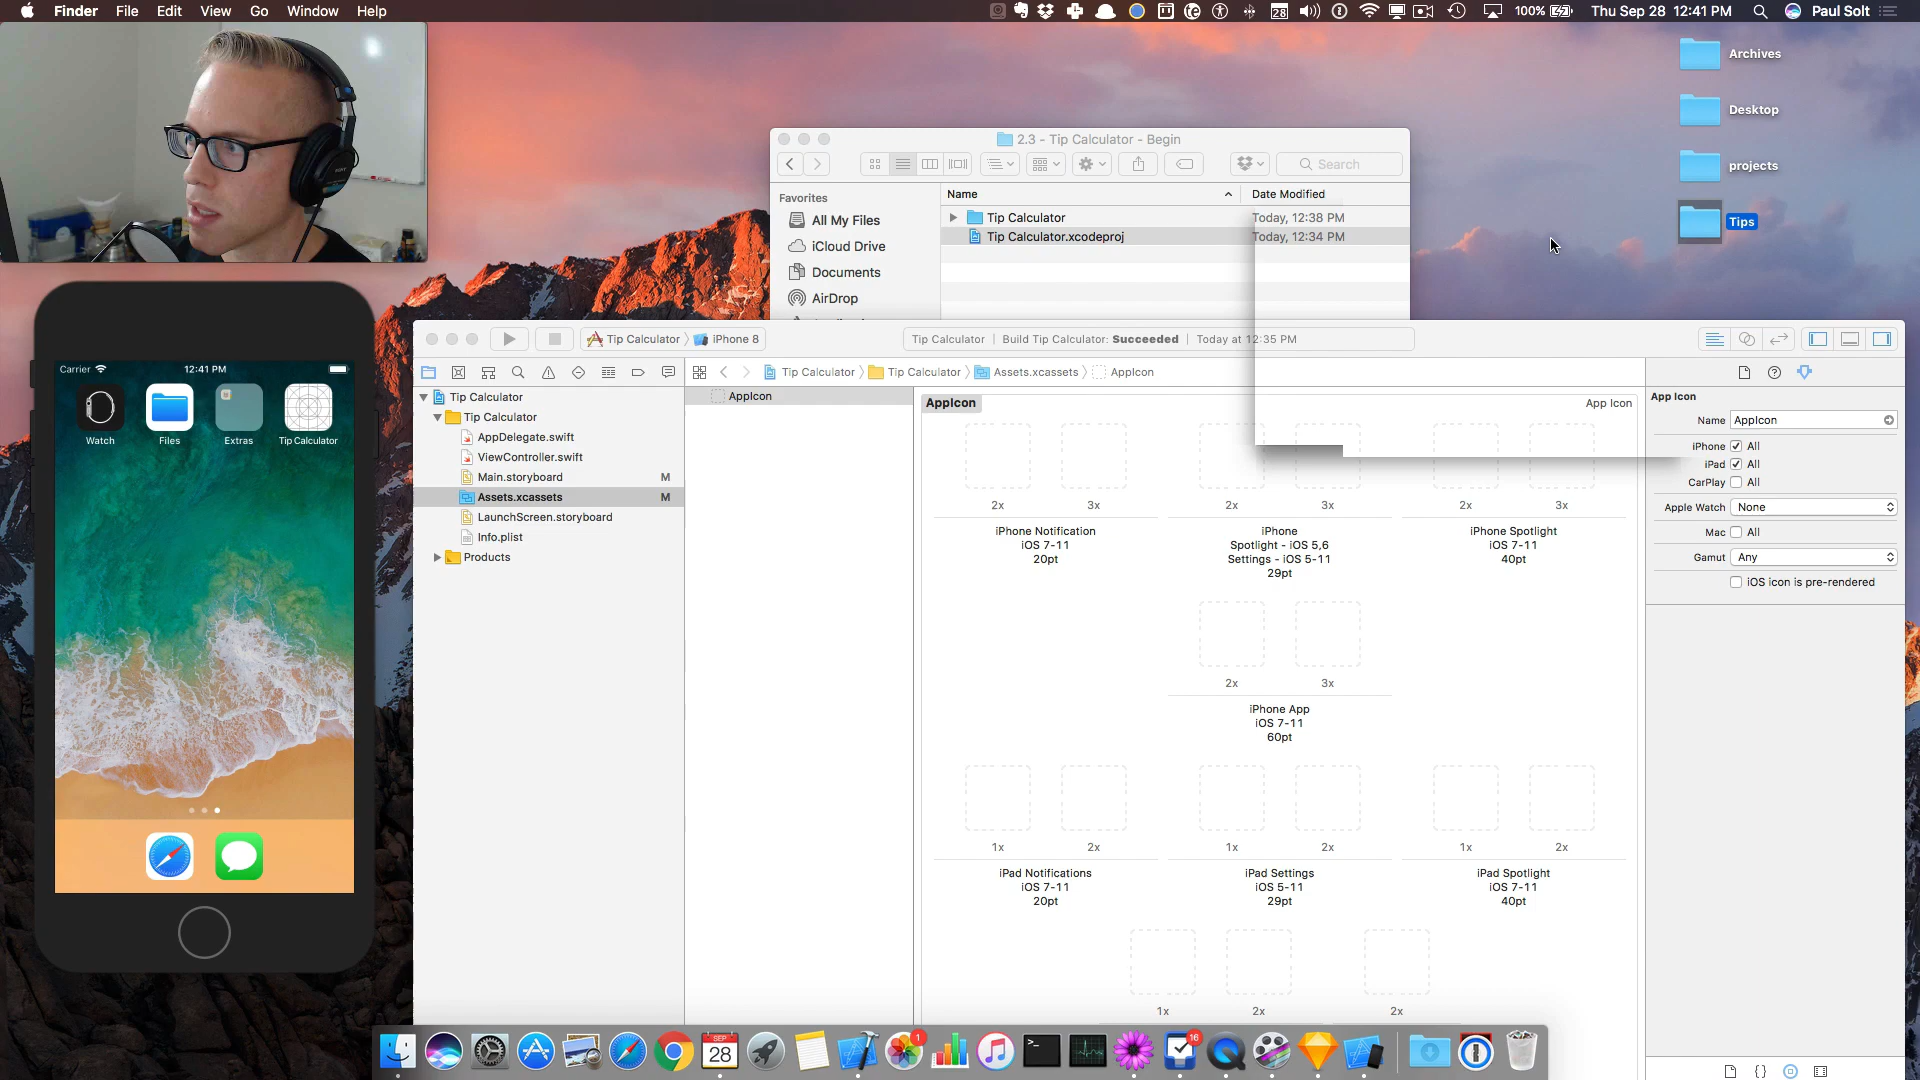 Finder File Edit View Go Window Help
28 100% Thu Sep 28 12:41 PM Paul Solt
Archives
Desktop
projects
Tips
2.3 - Tip Calculator - Begin
Search
Favorites
All My Files
iCloud Drive
Documents
AirDrop
Name Date Modified
Tip Calculator Today, 12:38 PM
Tip Calculator.xcodeproj Today, 12:34 PM
Tip Calculator iPhone 8
Tip Calculator | Build Tip Calculator: Succeeded | Today at 12:35 PM
Tip Calculator Tip Calculator Assets.xcassets AppIcon
Carrier 12:41 PM
Watch Files Extras Tip Calculator
Tip Calculator
Tip Calculator
AppDelegate.swift
ViewController.swift
Main.storyboard M
Assets.xcassets M
LaunchScreen.storyboard
Info.plist
Products
AppIcon
AppIcon App Icon
2x 3x 2x 3x 2x 3x
iPhone Notification
iOS 7-11
20pt
iPhone
Spotlight - iOS 5,6
Settings - iOS 5-11
29pt
iPhone Spotlight
iOS 7-11
40pt
2x 3x
iPhone App
iOS 7-11
60pt
1x 2x 1x 2x 1x 2x
iPad Notifications
iOS 7-11
20pt
iPad Settings
iOS 5-11
29pt
iPad Spotlight
iOS 7-11
40pt
1x 2x 2x
App Icon
Name AppIcon
iPhone All
iPad All
CarPlay All
Apple Watch None
Mac All
Gamut Any
iOS icon is pre-rendered
SEP
28
1
16